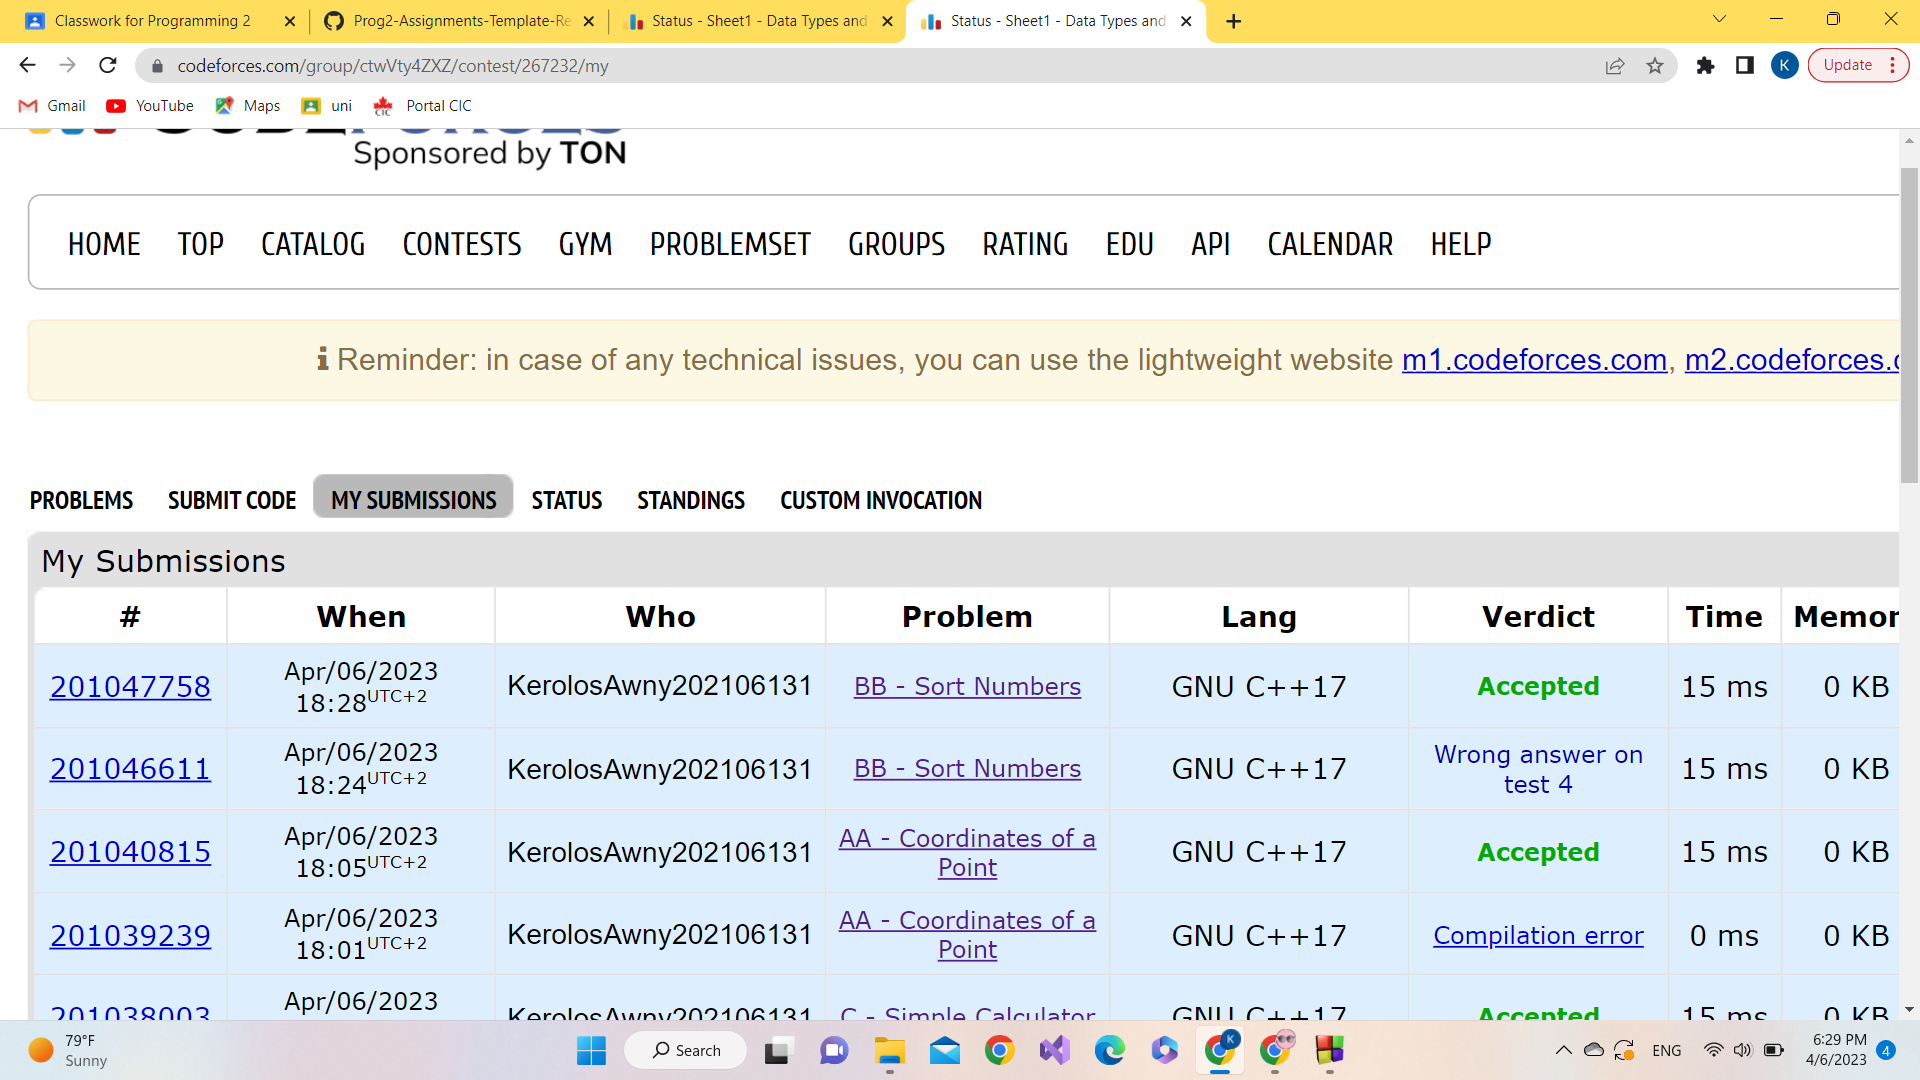 Classwork for Programming 2
Prog2-Assignments-Template-Re
Status - Sheet1 - Data Types and
Status - Sheet1 - Data Types and
codeforces.com/group/ctwVty4ZXZ/contest/267232/my
K
Update
Gmail
YouTube
Maps
uni
CIC
Portal CIC
Sponsored by TON
HOME TOP CATALOG CONTESTS GYM PROBLEMSET GROUPS RATING EDU API CALENDAR HELP
Reminder: in case of any technical issues, you can use the lightweight website m1.codeforces.com, m2.codeforces.c
PROBLEMS SUBMIT CODE MY SUBMISSIONS STATUS STANDINGS CUSTOM INVOCATION
My Submissions
# When Who Problem Lang Verdict Time Memor
201047758 Apr/06/2023 18:28 UTC+2 KerolosAwny202106131 BB - Sort Numbers GNU C++17 Accepted 15 ms 0 KB
201046611 Apr/06/2023 18:24 UTC+2 KerolosAwny202106131 BB - Sort Numbers GNU C++17 Wrong answer on test 4 15 ms 0 KB
201040815 Apr/06/2023 18:05 UTC+2 KerolosAwny202106131 AA - Coordinates of a Point GNU C++17 Accepted 15 ms 0 KB
201039239 Apr/06/2023 18:01 UTC+2 KerolosAwny202106131 AA - Coordinates of a Point GNU C++17 Compilation error 0 ms 0 KB
201038003 Apr/06/2023 KerolosAwny202106131 C - Simple Calculator GNU C++17 Accepted 15 ms 0 KB
79°F
Sunny
Search
K
ENG
6:29 PM
4/6/2023
4